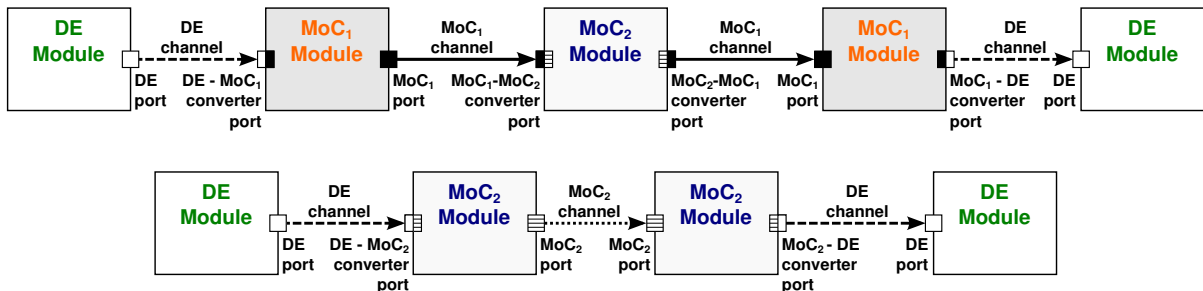 DE
Module
DE
channel
MoC₁
Module
MoC₁
channel
MoC₂
Module
MoC₁
channel
MoC₁
Module
DE
channel
DE
Module
DE
port
DE - MoC₁
converter
port
MoC₁
port
MoC₁-MoC₂
converter
port
MoC₂-MoC₁
converter
port
MoC₁
port
MoC₁ - DE
converter
port
DE
port
DE
Module
DE
channel
MoC₂
Module
MoC₂
channel
MoC₂
Module
DE
channel
DE
Module
DE
port
DE - MoC₂
converter
port
MoC₂
port
MoC₂
port
MoC₂ - DE
converter
port
DE
port